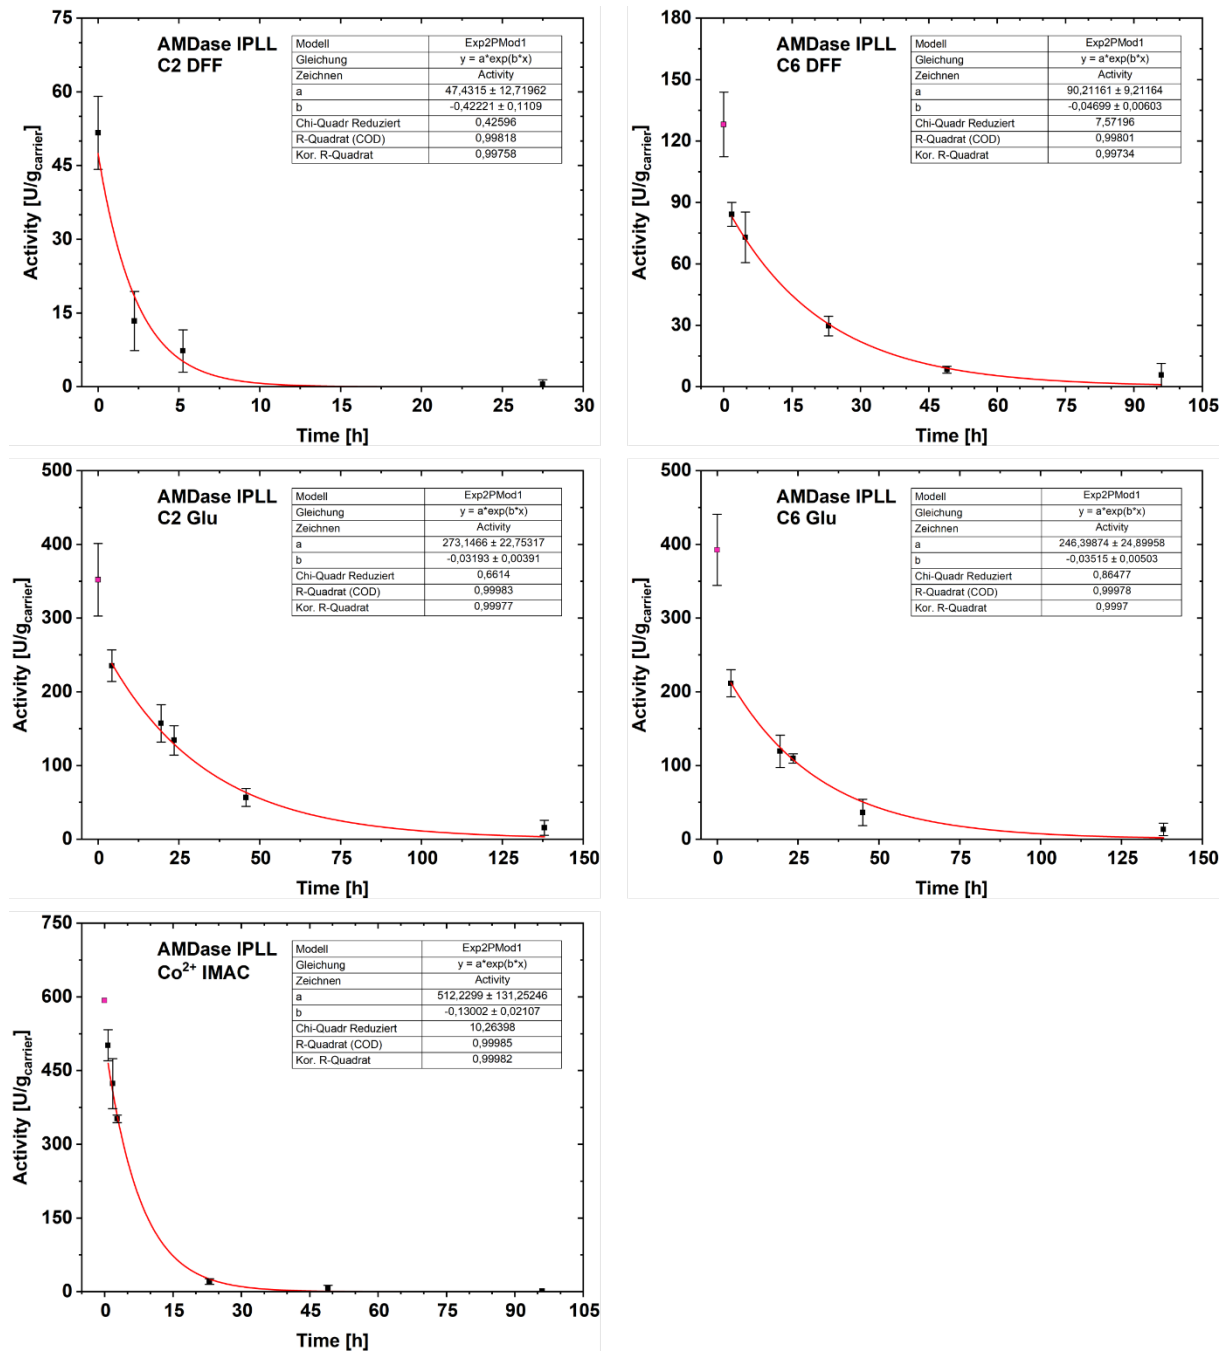 AMDase IPLL
C2 DFF
Modell Exp2PMod1
Gleichung y = a*exp(b*x)
Zeichnen Activity
a 47,4315 ± 12,71962
b -0,42221 ± 0,1109
Chi-Quadr Reduziert 0,42596
R-Quadrat (COD) 0,99818
Kor. R-Quadrat 0,99758
Activity [U/gcarrier]
75
60
45
30
15
0
0 5 10 15 20 25 30
Time [h]
AMDase IPLL
C6 DFF
Modell Exp2PMod1
Gleichung y = a*exp(b*x)
Zeichnen Activity
a 90,21161 ± 9,21164
b -0,04699 ± 0,00603
Chi-Quadr Reduziert 7,57196
R-Quadrat (COD) 0,99801
Kor. R-Quadrat 0,99734
Activity [U/gcarrier]
180
150
120
90
60
30
0
0 15 30 45 60 75 90 105
Time [h]
AMDase IPLL
C2 Glu
Modell Exp2PMod1
Gleichung y = a*exp(b*x)
Zeichnen Activity
a 273,1466 ± 22,75317
b -0,03193 ± 0,00391
Chi-Quadr Reduziert 0,6614
R-Quadrat (COD) 0,99983
Kor. R-Quadrat 0,99977
Activity [U/gcarrier]
500
400
300
200
100
0
0 25 50 75 100 125 150
Time [h]
AMDase IPLL
C6 Glu
Modell Exp2PMod1
Gleichung y = a*exp(b*x)
Zeichnen Activity
a 246,39874 ± 24,89958
b -0,03515 ± 0,00503
Chi-Quadr Reduziert 0,86477
R-Quadrat (COD) 0,99978
Kor. R-Quadrat 0,9997
Activity [U/gcarrier]
500
400
300
200
100
0
0 25 50 75 100 125 150
Time [h]
AMDase IPLL
Co2+ IMAC
Modell Exp2PMod1
Gleichung y = a*exp(b*x)
Zeichnen Activity
a 512,2299 ± 131,25246
b -0,13002 ± 0,02107
Chi-Quadr Reduziert 10,26398
R-Quadrat (COD) 0,99985
Kor. R-Quadrat 0,99982
Activity [U/gcarrier]
750
600
450
300
150
0
0 15 30 45 60 75 90 105
Time [h]